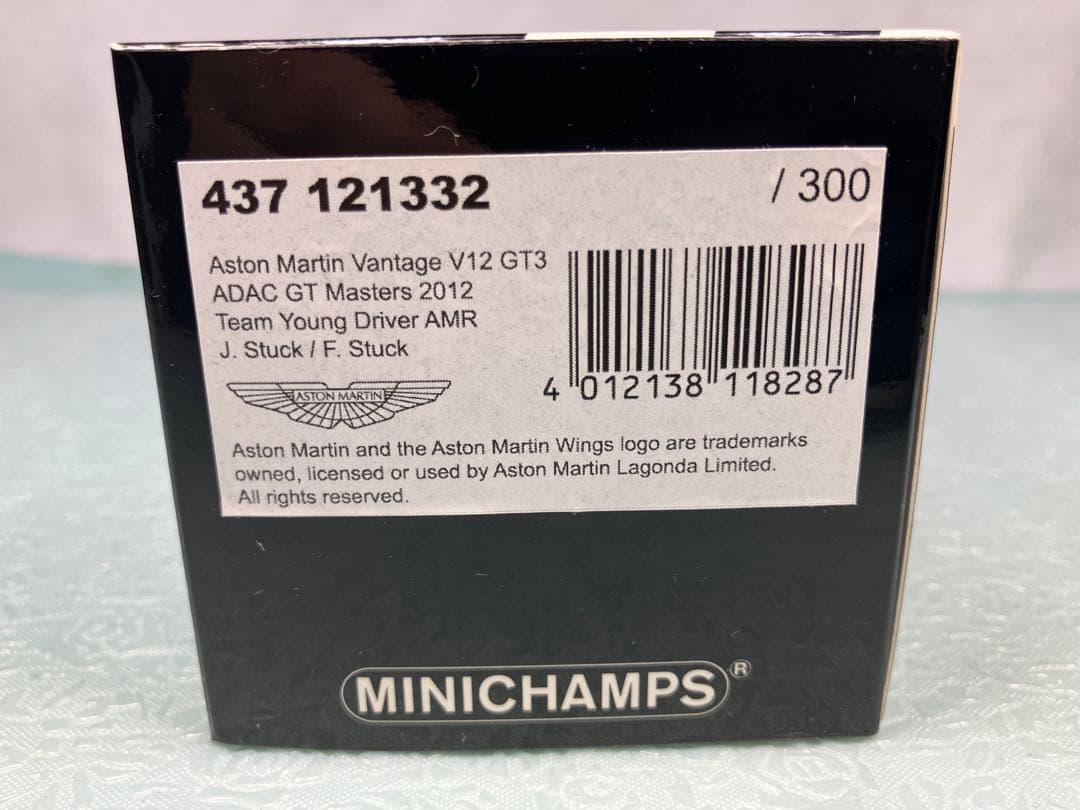 437 121332
/ 300
Aston Martin Vantage V12 GT3
ADAC GT Masters 2012
Team Young Driver AMR
J. Stuck / F. Stuck
4 012138 118287
ASTON MARTIN
Aston Martin and the Aston Martin Wings logo are trademarks
owned, licensed or used by Aston Martin Lagonda Limited.
All rights reserved.
MINICHAMPS®